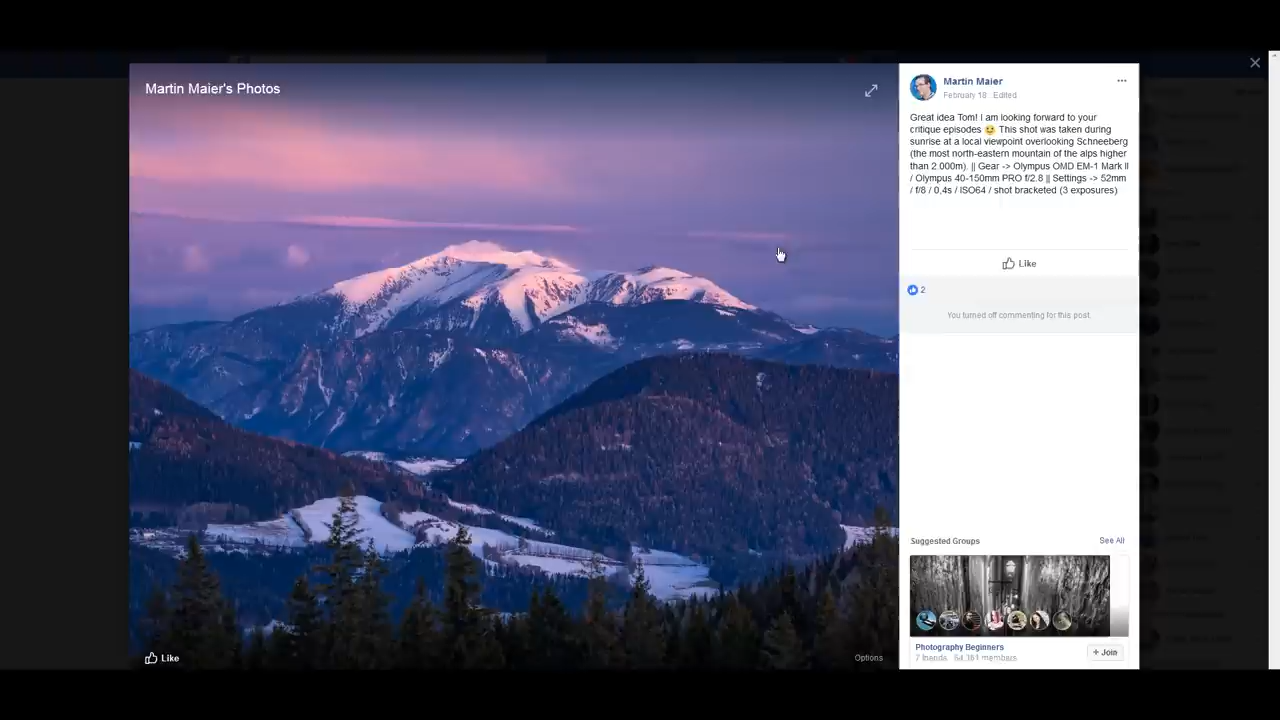 Martin Maier's Photos
Martin Maier
February 18 · Edited
Great idea Tom! I am looking forward to your
critique episodes 😉 This shot was taken during
sunrise at a local viewpoint overlooking Schneeberg
(the most north-eastern mountain of the alps higher
than 2.000m). || Gear -> Olympus OMD EM-1 Mark II
/ Olympus 40-150mm PRO f/2.8 || Settings -> 52mm
/ f/8 / 0,4s / ISO64 / shot bracketed (3 exposures)
Like
2
You turned off commenting for this post.
Suggested Groups
See All
Photography Beginners
+ Join
7 friends · members
Like
Options